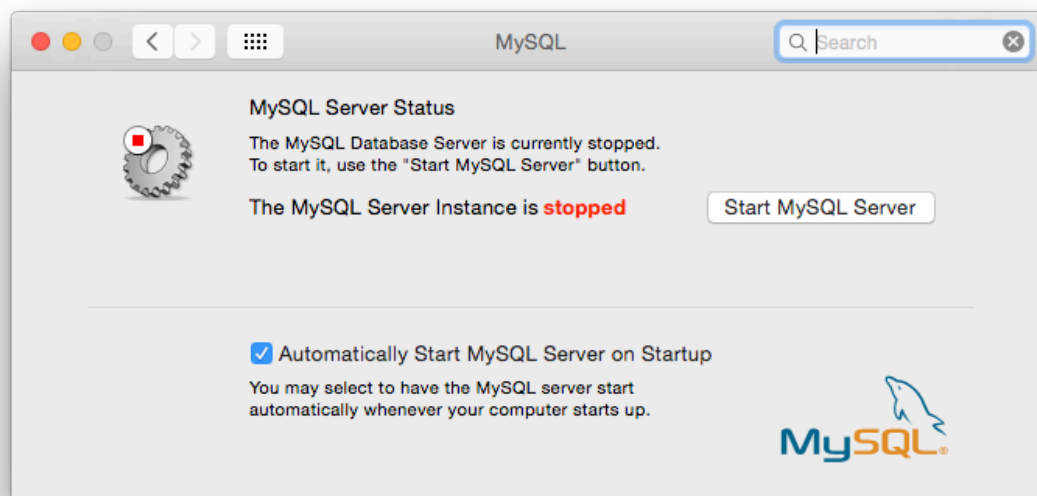 MySQL
Search
MySQL Server Status
The MySQL Database Server is currently stopped.
To start it, use the "Start MySQL Server" button.
The MySQL Server Instance is stopped
Start MySQL Server
Automatically Start MySQL Server on Startup
You may select to have the MySQL server start
automatically whenever your computer starts up.
MySQL®